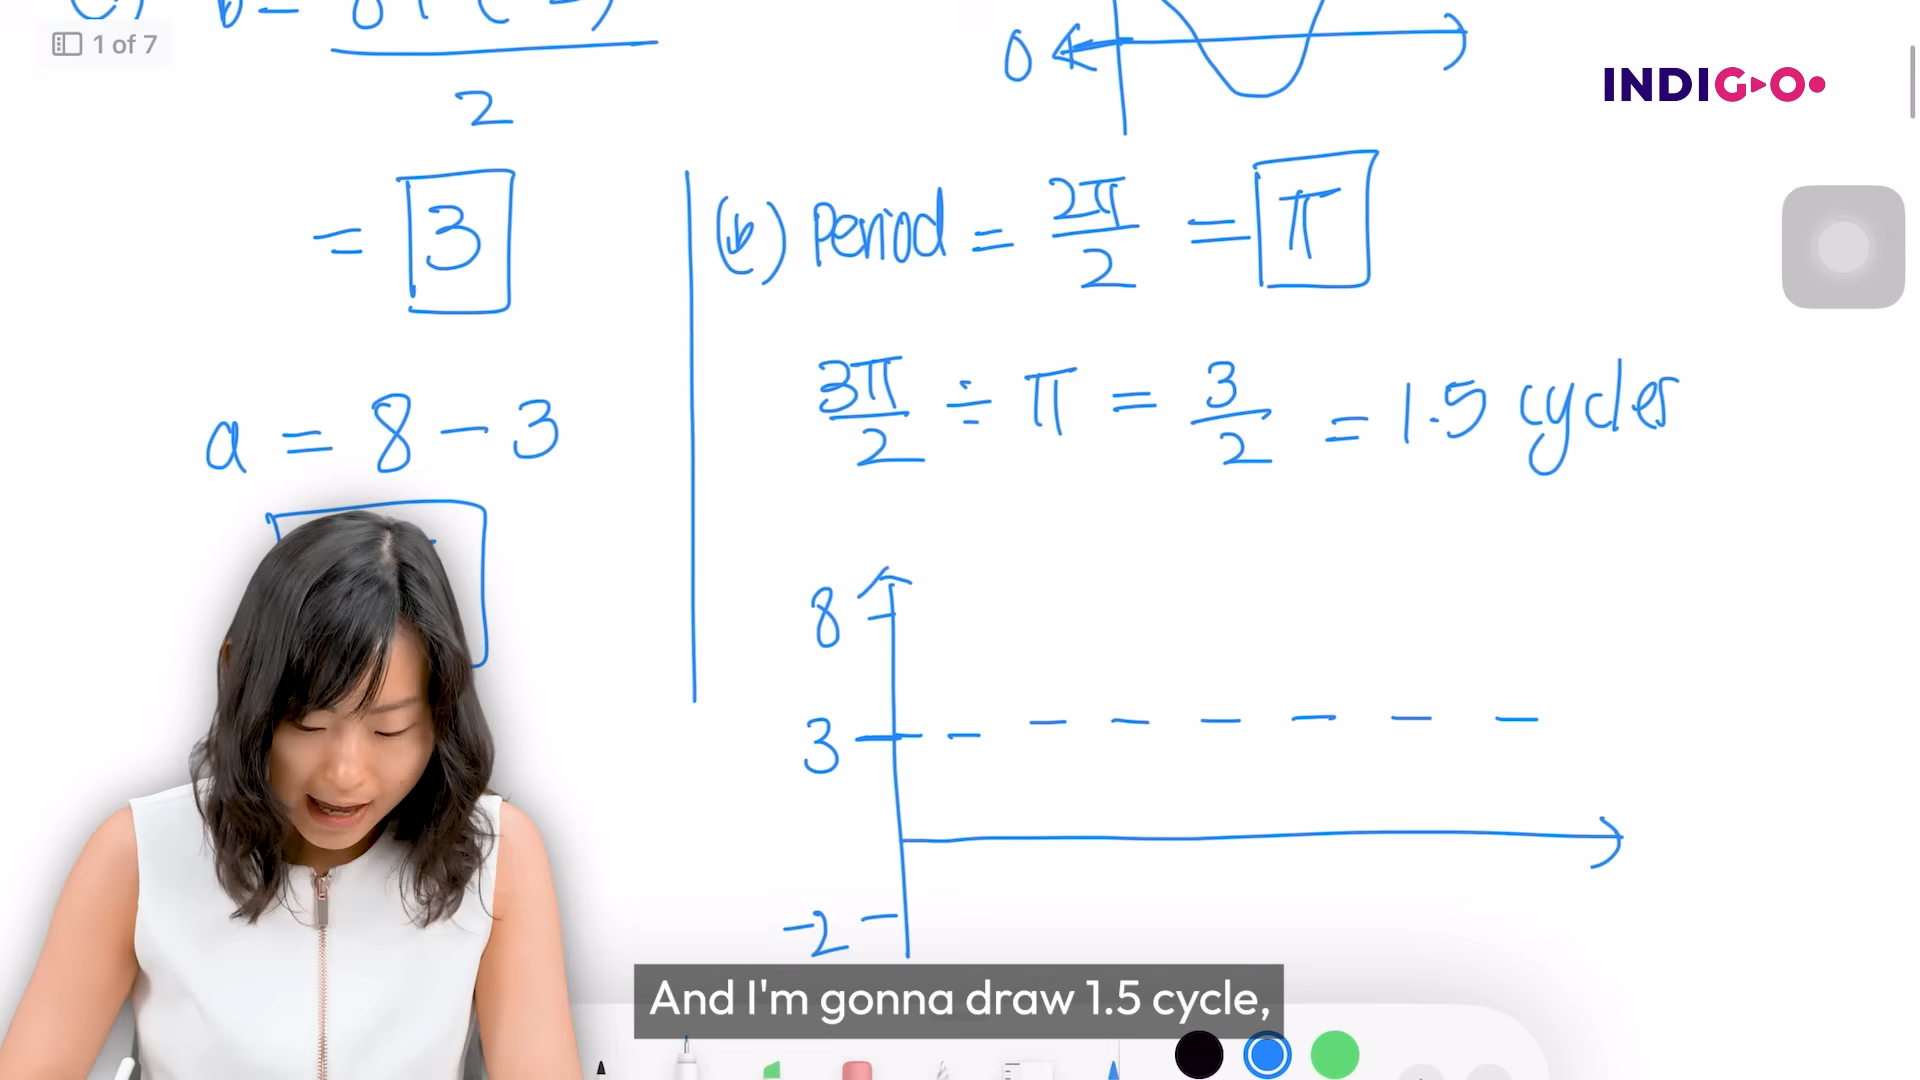 1 of 7
INDIGO
2
0
= 3
(b) Period = 2π/2 = π
a = 8 - 3
3π/2 ÷ π = 3/2 = 1.5 cycles
8
3
-2
And I'm gonna draw 1.5 cycle,